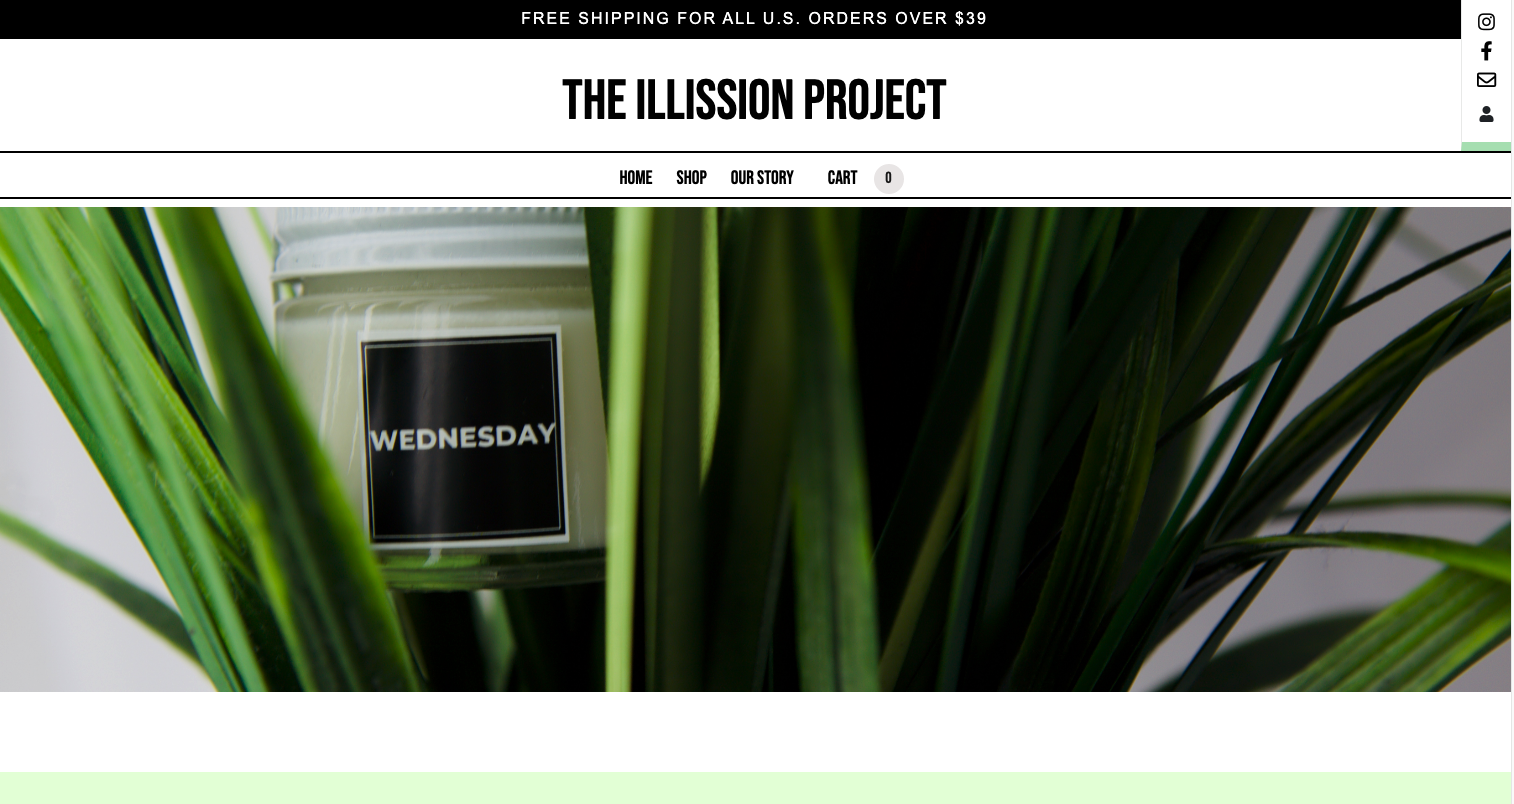 FREE SHIPPING FOR ALL U.S. ORDERS OVER $39
THE ILLISSION PROJECT
HOME SHOP OUR STORY CART 0
WEDNESDAY